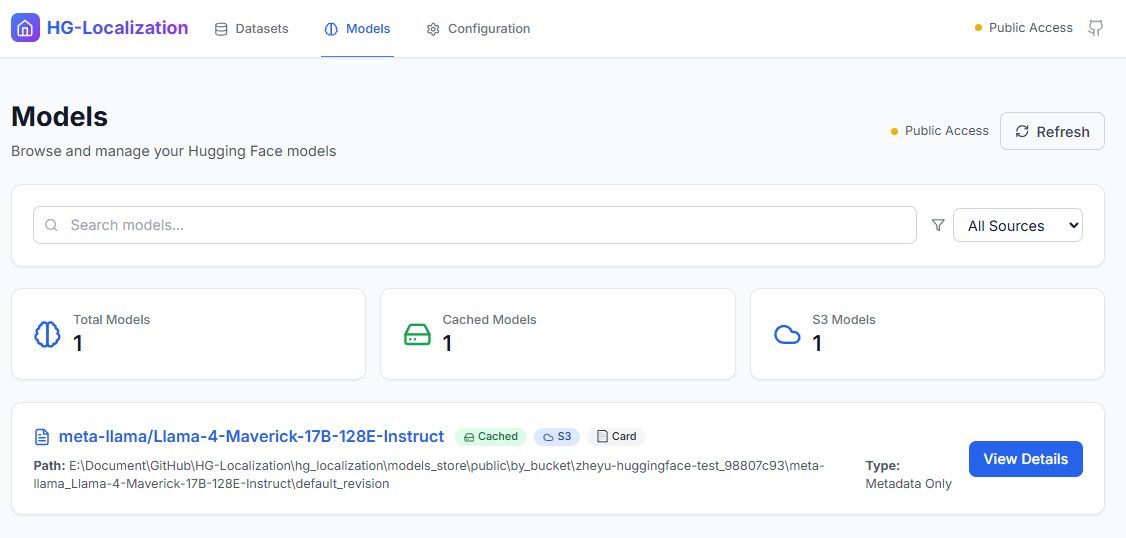 HG-Localization
Datasets
Models
Configuration
Public Access
Models
Browse and manage your Hugging Face models
Public Access
Refresh
Search models...
All Sources
Total Models
1
Cached Models
1
S3 Models
1
meta-llama/Llama-4-Maverick-17B-128E-Instruct
Cached
S3
Card
Path: E:\Document\GitHub\HG-Localization\hg_localization\models_store\public\by_bucket\zheyu-huggingface-test_98807c93\meta-
llama_Llama-4-Maverick-17B-128E-Instruct\default_revision
Type:
Metadata Only
View Details